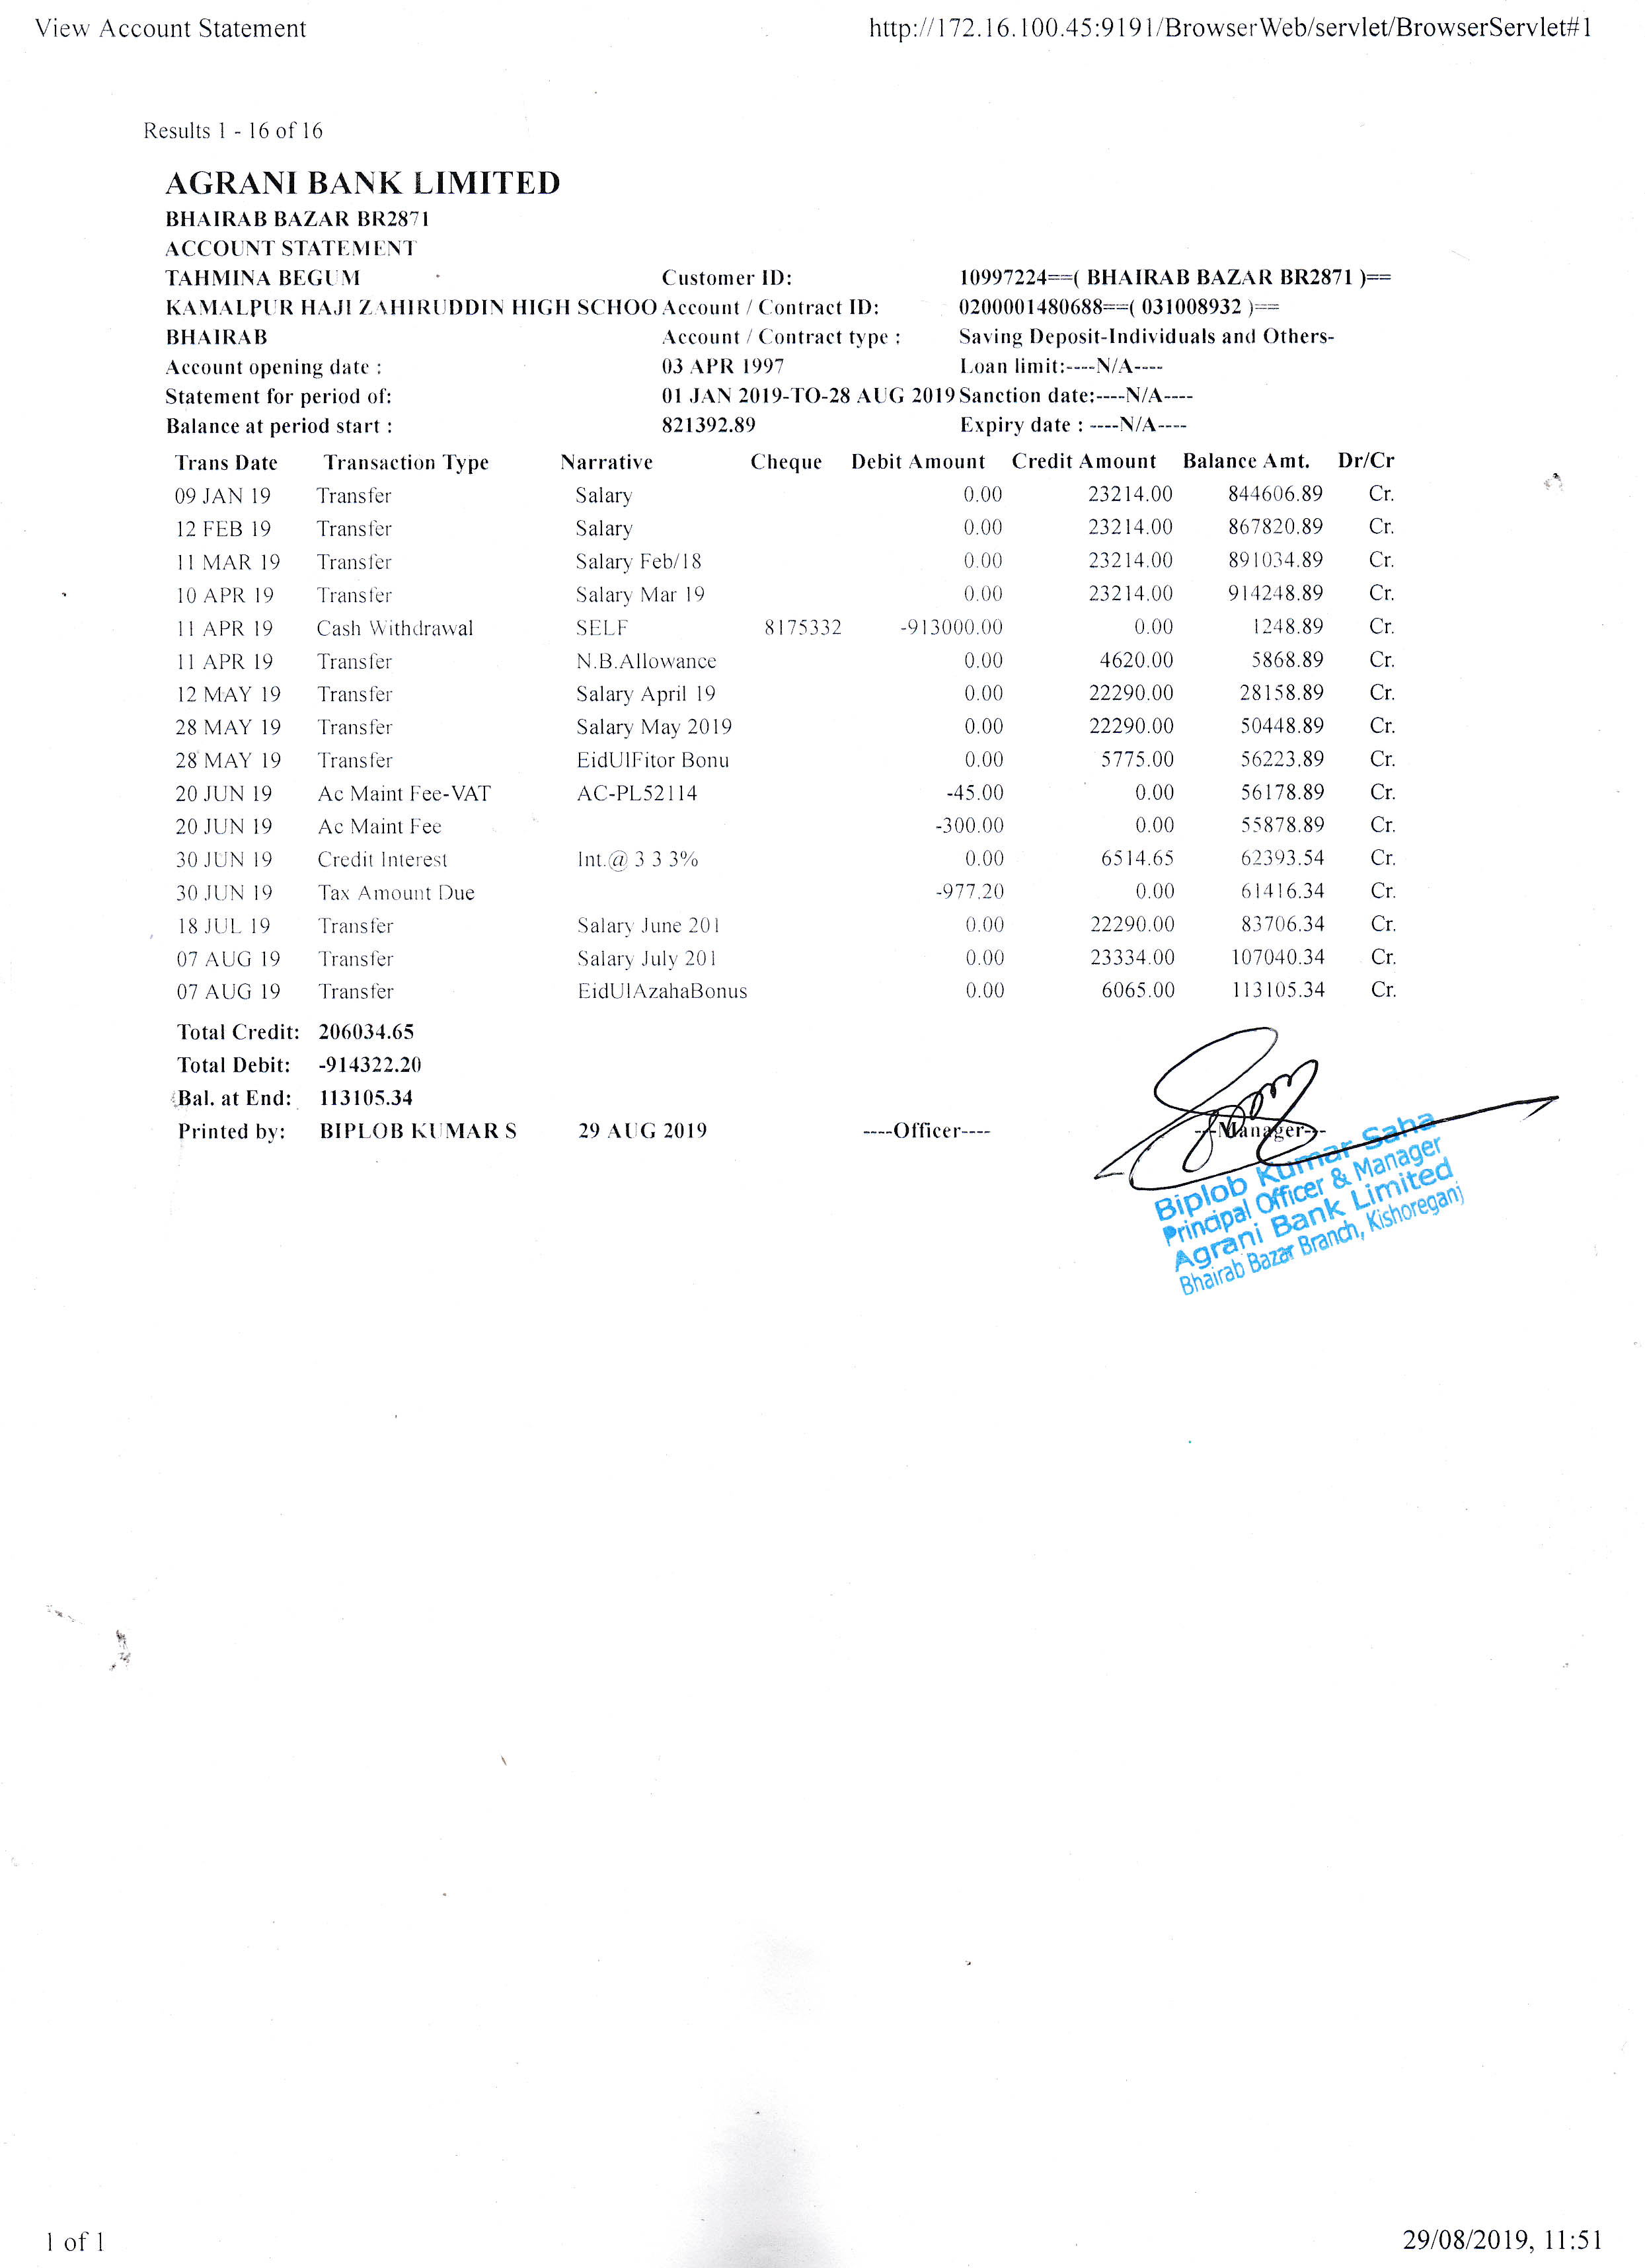 View Account Statement http://172.16.100.45:9191/BrowserWeb/servlet/BrowserServlet#1
Results 1 - 16 of 16
AGRANI BANK LIMITED
BHAIRAB BAZAR BR2871
ACCOUNT STATEMENT
TAHMINA BEGUM Customer ID: 10997224==( BHAIRAB BAZAR BR2871 )==
KAMALPUR HAJI ZAHIRUDDIN HIGH SCHOO Account / Contract ID: 0200001480688==( 031008932 )==
BHAIRAB Account / Contract type : Saving Deposit-Individuals and Others-
Account opening date : 03 APR 1997 Loan limit:----N/A----
Statement for period of: 01 JAN 2019-TO-28 AUG 2019 Sanction date:----N/A----
Balance at period start : 821392.89 Expiry date : ----N/A----
Trans Date Transaction Type Narrative Cheque Debit Amount Credit Amount Balance Amt. Dr/Cr
09 JAN 19 Transfer Salary 0.00 23214.00 844606.89 Cr.
12 FEB 19 Transfer Salary 0.00 23214.00 867820.89 Cr.
11 MAR 19 Transfer Salary Feb/18 0.00 23214.00 891034.89 Cr.
10 APR 19 Transfer Salary Mar 19 0.00 23214.00 914248.89 Cr.
11 APR 19 Cash Withdrawal SELF 8175332 -913000.00 0.00 1248.89 Cr.
11 APR 19 Transfer N.B.Allowance 0.00 4620.00 5868.89 Cr.
12 MAY 19 Transfer Salary April 19 0.00 22290.00 28158.89 Cr.
28 MAY 19 Transfer Salary May 2019 0.00 22290.00 50448.89 Cr.
28 MAY 19 Transfer EidUlFitor Bonu 0.00 5775.00 56223.89 Cr.
20 JUN 19 Ac Maint Fee-VAT AC-PL52114 -45.00 0.00 56178.89 Cr.
20 JUN 19 Ac Maint Fee -300.00 0.00 55878.89 Cr.
30 JUN 19 Credit Interest Int.@ 3 3 3% 0.00 6514.65 62393.54 Cr.
30 JUN 19 Tax Amount Due -977.20 0.00 61416.34 Cr.
18 JUL 19 Transfer Salary June 201 0.00 22290.00 83706.34 Cr.
07 AUG 19 Transfer Salary July 201 0.00 23334.00 107040.34 Cr.
07 AUG 19 Transfer EidUlAzahaBonus 0.00 6065.00 113105.34 Cr.
Total Credit: 206034.65
Total Debit: -914322.20
Bal. at End: 113105.34
Printed by: BIPLOB KUMAR S 29 AUG 2019 ----Officer---- ---Manager---
Biplob Kumar Saha
Principal Officer & Manager
Agrani Bank Limited
Bhairab Bazar Branch, Kishoreganj
1 of 1 29/08/2019, 11:51